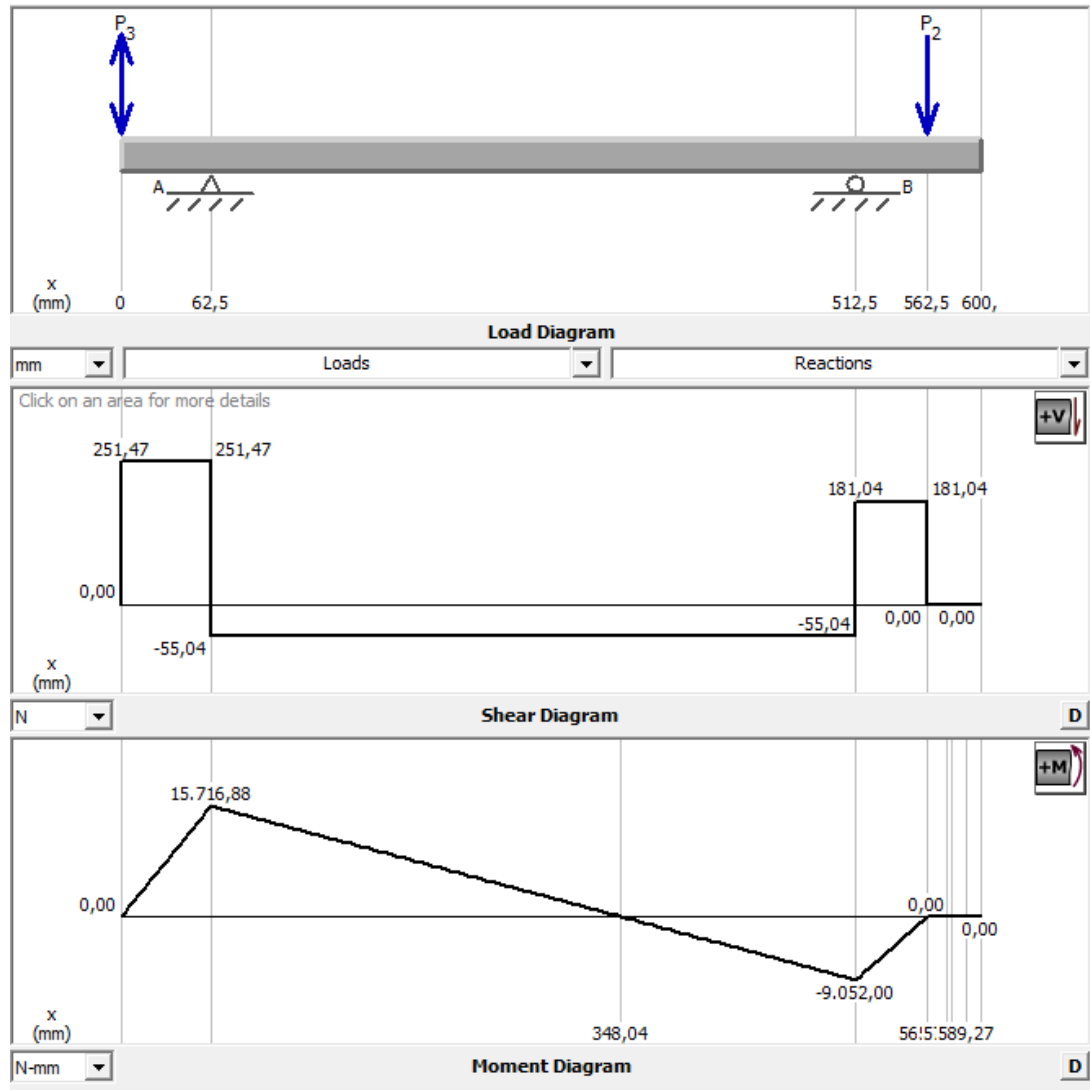 P3 P2
A B
x
(mm) 0 62,5 512,5 562,5 600,
Load Diagram
mm Loads Reactions
Click on an area for more details
+V
251,47 251,47
181,04 181,04
0,00
-55,04 0,00 0,00
-55,04
x
(mm)
N Shear Diagram D
+M
15.716,88
0,00 0,00
0,00
-9.052,00
x
(mm) 348,04 589,27
N-mm Moment Diagram D